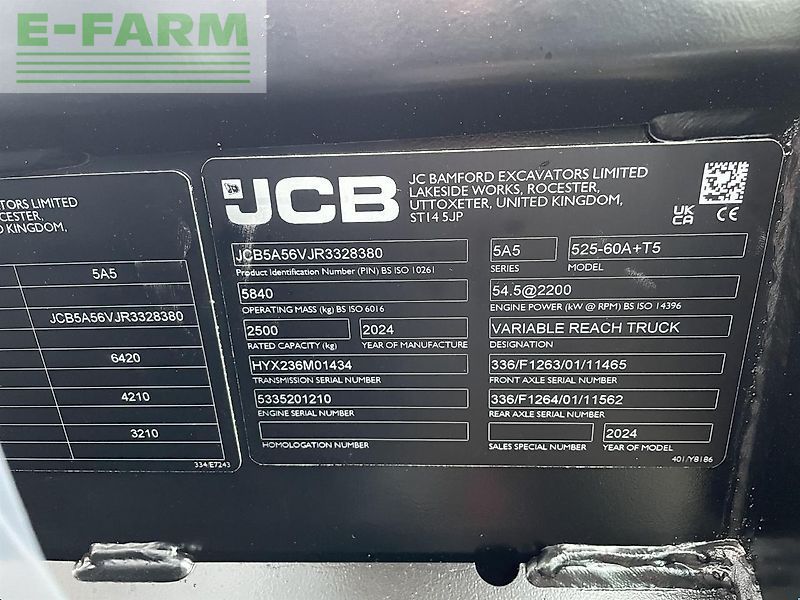 E-FARM
ATORS LIMITED
CESTER,
D KINGDOM,
5A5
JCB5A56VJR3328380
6420
4210
3210
334/E7243
JCB
JC BAMFORD EXCAVATORS LIMITED
LAKESIDE WORKS, ROCESTER,
UTTOXETER, UNITED KINGDOM,
ST14 5JP
UK
CA
CE
JCB5A56VJR3328380
Product Identification Number (PIN) BS ISO 10261
5A5
SERIES
525-60A+T5
MODEL
5840
OPERATING MASS (kg) BS ISO 6016
54.5@2200
ENGINE POWER (kW @ RPM) BS ISO 14396
2500
RATED CAPACITY (kg)
2024
YEAR OF MANUFACTURE
VARIABLE REACH TRUCK
DESIGNATION
HYX236M01434
TRANSMISSION SERIAL NUMBER
336/F1263/01/11465
FRONT AXLE SERIAL NUMBER
5335201210
ENGINE SERIAL NUMBER
336/F1264/01/11562
REAR AXLE SERIAL NUMBER
HOMOLOGATION NUMBER
SALES SPECIAL NUMBER
2024
YEAR OF MODEL
401/Y8186